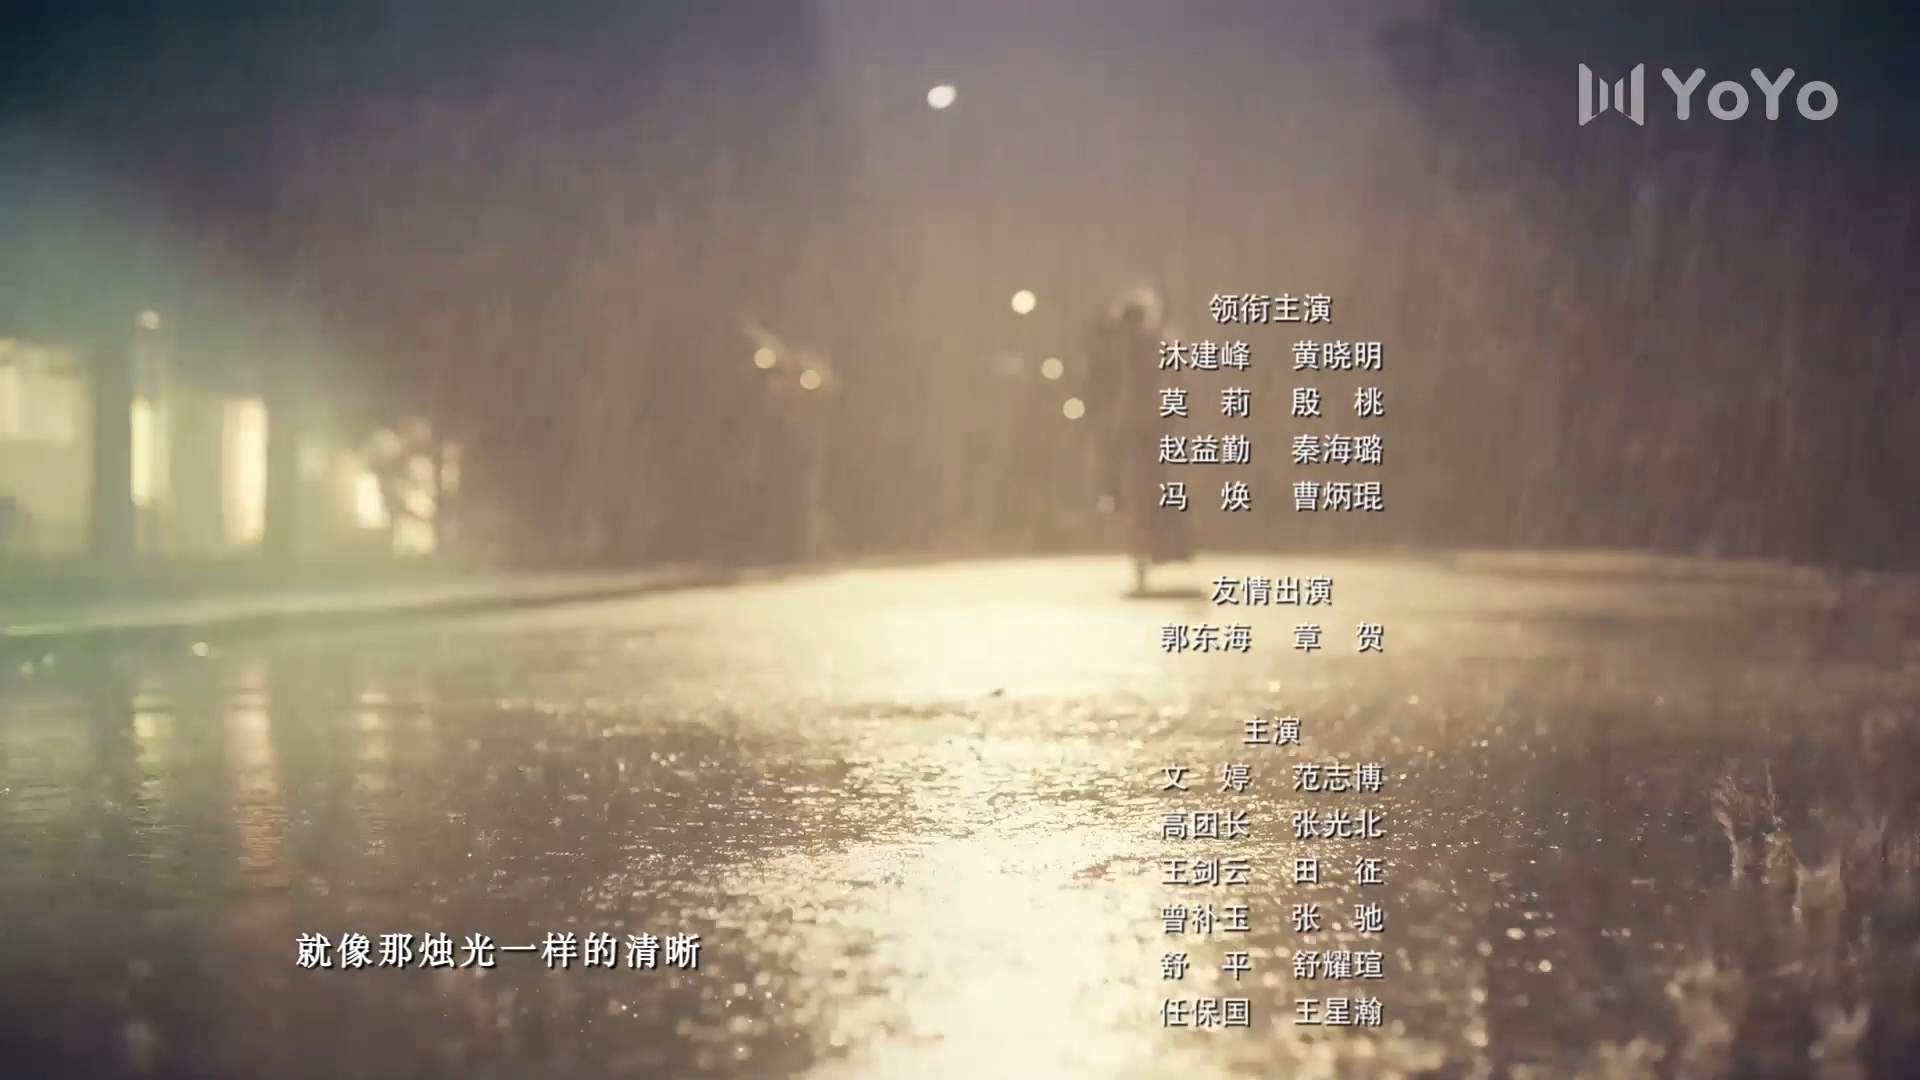 YoYo
领衔主演
沐建峰 黄晓明
莫 莉 殷 桃
赵益勤 秦海璐
冯 焕 曹炳琨
友情出演
郭东海 章 贺
主演
文 婷 范志博
高团长 张光北
王剑云 田 征
曾补玉 张 驰
舒 平 舒耀瑄
任保国 王星瀚
就像那烛光一样的清晰